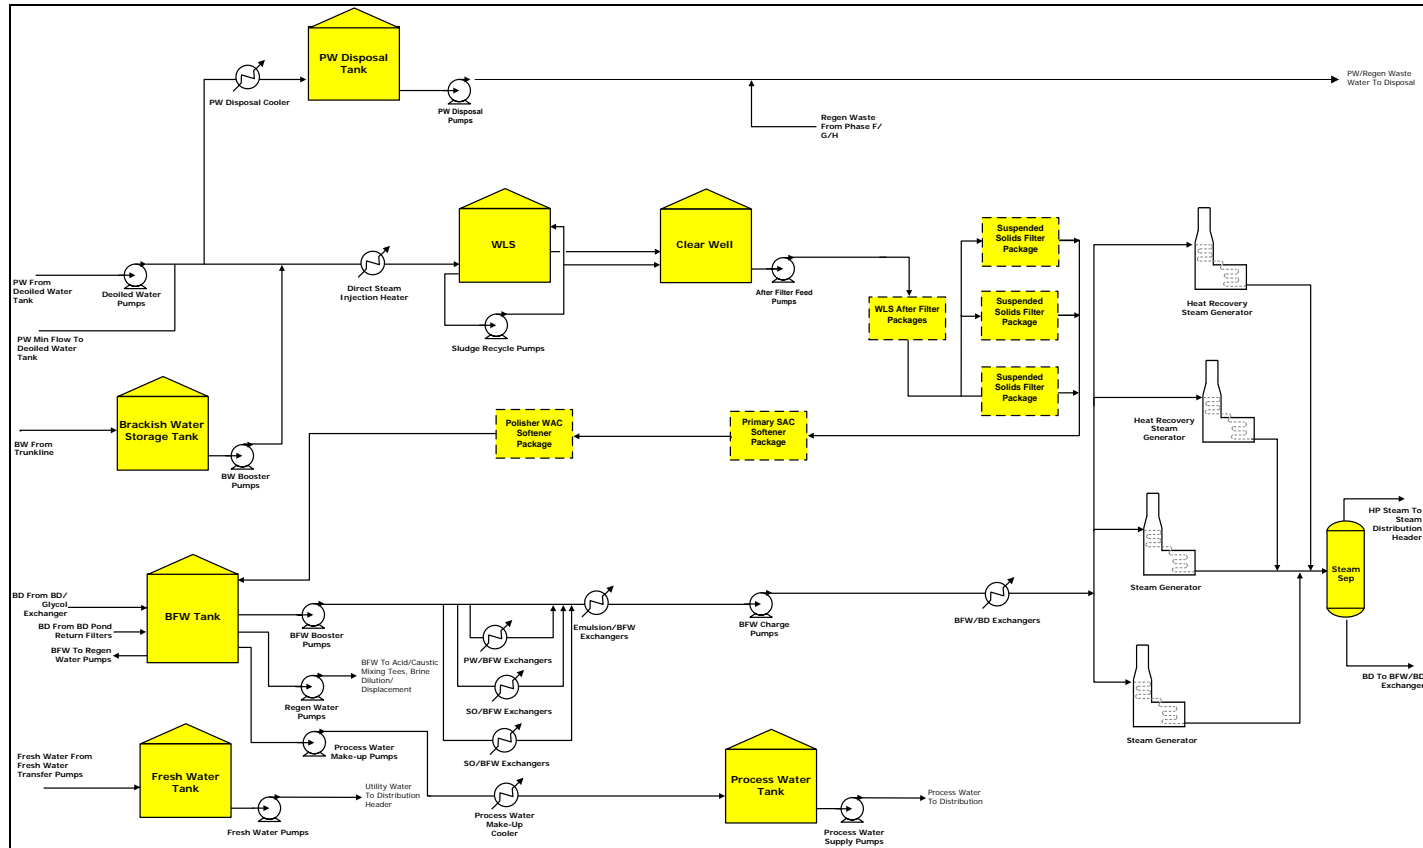 PW Disposal
Tank
PW Disposal Cooler
PW Disposal
Pumps
PW/Regen Waste
Water To Disposal
Regen Waste
From Phase F/
G/H
PW From
Deoiled Water
Tank
Deoiled Water
Pumps
PW Min Flow To
Deoiled Water
Tank
Direct Steam
Injection Heater
WLS
Sludge Recycle Pumps
Clear Well
After Filter Feed
Pumps
WLS After Filter
Packages
Suspended
Solids Filter
Package
Suspended
Solids Filter
Package
Suspended
Solids Filter
Package
Heat Recovery
Steam Generator
Heat Recovery
Steam
Generator
BW From
Trunkline
Brackish Water
Storage Tank
BW Booster
Pumps
Polisher WAC
Softener
Package
Primary SAC
Softener
Package
Steam Generator
Steam Generator
HP Steam To
Steam
Distribution
Header
Steam
Sep
BD To BFW/BD
Exchanger
BD From BD/
Glycol
Exchanger
BD From BD Pond
Return Filters
BFW To Regen
Water Pumps
BFW Tank
BFW Booster
Pumps
Emulsion/BFW
Exchangers
BFW Charge
Pumps
BFW/BD Exchangers
PW/BFW Exchangers
SO/BFW Exchangers
SO/BFW Exchangers
BFW To Acid/Caustic
Mixing Tees, Brine
Dilution/
Displacement
Regen Water
Pumps
Process Water
Make-up Pumps
Fresh Water From
Fresh Water
Transfer Pumps
Fresh Water
Tank
Fresh Water Pumps
Utility Water
To Distribution
Header
Process Water
Make-Up
Cooler
Process Water
Tank
Process Water
Supply Pumps
Process Water
To Distribution